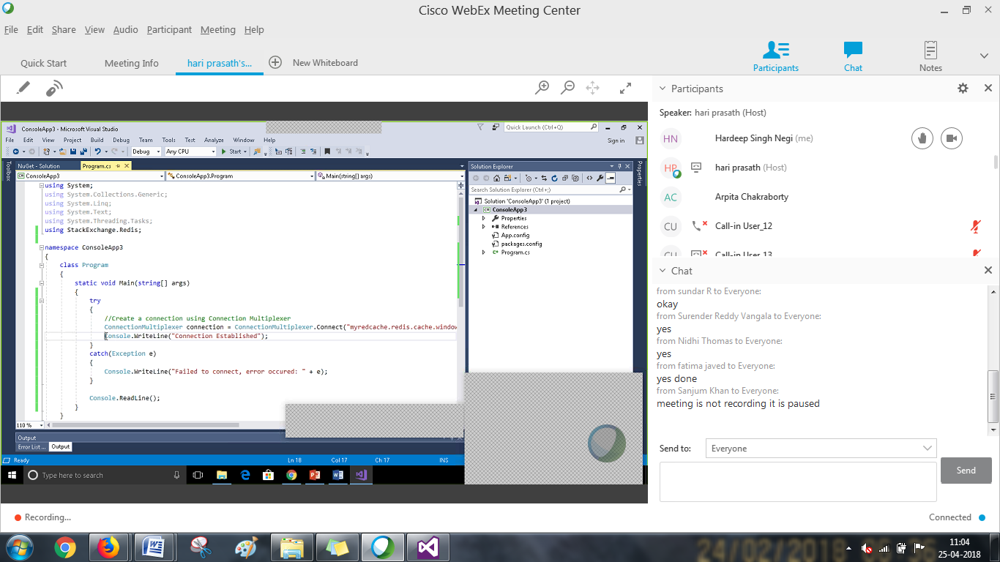 Cisco WebEx Meeting Center
File Edit Share View Audio Participant Meeting Help
Quick Start Meeting Info hari prasath's... New Whiteboard
Participants Chat Notes
ConsoleApp3 - Microsoft Visual Studio
Quick Launch (Ctrl+Q)
File Edit View Project Build Debug Team Tools Test Analyze Window Help
Sign in
Debug Any CPU Start
Toolbox
NuGet - Solution Program.cs
ConsoleApp3 ConsoleApp3.Program Main(string[] args)
using System;
using System.Collections.Generic;
using System.Linq;
using System.Text;
using System.Threading.Tasks;
using StackExchange.Redis;
namespace ConsoleApp3
{
class Program
{
static void Main(string[] args)
{
try
{
//Create a connection using Connection Multiplexer
ConnectionMultiplexer connection = ConnectionMultiplexer.Connect("myredcache.redis.cache.window
Console.WriteLine("Connection Established");
}
catch(Exception e)
{
Console.WriteLine("Failed to connect, error occured: " + e);
}
Console.ReadLine();
}
}
110 %
Output
Error List ... Output
Ready Ln 18 Col 17 Ch 17 INS
Type here to search
Solution Explorer
Search Solution Explorer (Ctrl+;)
Solution 'ConsoleApp3' (1 project)
ConsoleApp3
Properties
References
App.config
packages.config
Program.cs
Properties
Participants
Speaker: hari prasath (Host)
HN Hardeep Singh Negi (me)
HP hari prasath (Host)
AC Arpita Chakraborty
CU Call-in User_12
CU Call-in User_13
Chat
from sundar R to Everyone:
okay
from Surender Reddy Vangala to Everyone:
yes
from Nidhi Thomas to Everyone:
yes
from fatima javed to Everyone:
yes done
from Sanjum Khan to Everyone:
meeting is not recording it is paused
Send to: Everyone
Send
Recording...
Connected
11:04
25-04-2018